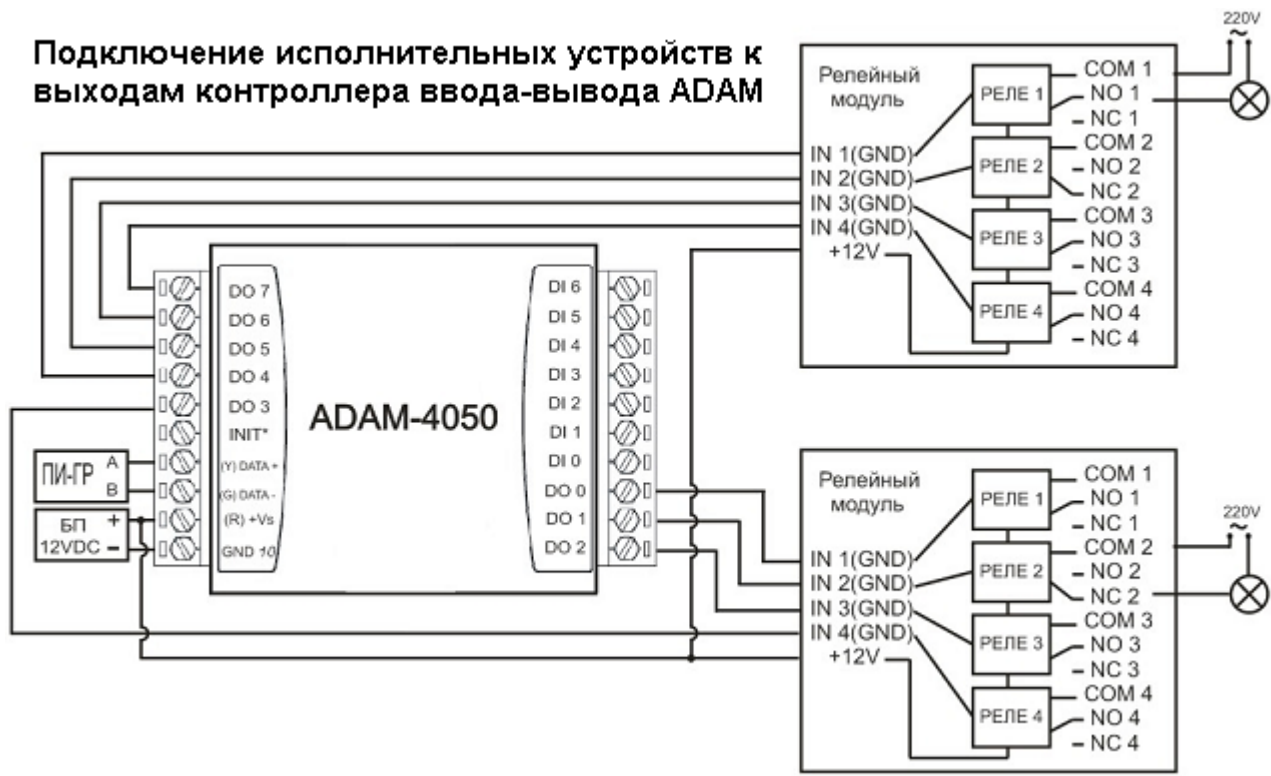 Подключение исполнительных устройств к
выходам контроллера ввода-вывода ADAM
220V
~
Релейный
модуль
IN 1(GND)
IN 2(GND)
IN 3(GND)
IN 4(GND)
+12V
РЕЛЕ 1
РЕЛЕ 2
РЕЛЕ 3
РЕЛЕ 4
COM 1
NO 1
NC 1
COM 2
NO 2
NC 2
COM 3
NO 3
NC 3
COM 4
NO 4
NC 4
DO 7
DO 6
DO 5
DO 4
DO 3
INIT*
(Y) DATA +
(G) DATA -
(R) +Vs
GND 10
ADAM-4050
DI 6
DI 5
DI 4
DI 3
DI 2
DI 1
DI 0
DO 0
DO 1
DO 2
ПИ-ГР
A
B
БП +
12VDC –
Релейный
модуль
IN 1(GND)
IN 2(GND)
IN 3(GND)
IN 4(GND)
+12V
РЕЛЕ 1
РЕЛЕ 2
РЕЛЕ 3
РЕЛЕ 4
COM 1
NO 1
NC 1
COM 2
NO 2
NC 2
COM 3
NO 3
NC 3
COM 4
NO 4
NC 4
220V
~